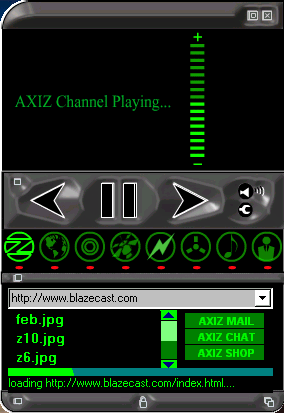 AXIZ Channel Playing...
http://www.blazecast.com
feb.jpg
AXIZ MAIL
z10.jpg
AXIZ CHAT
z6.jpg
AXIZ SHOP
loading http://www.blazecast.com/index.html....